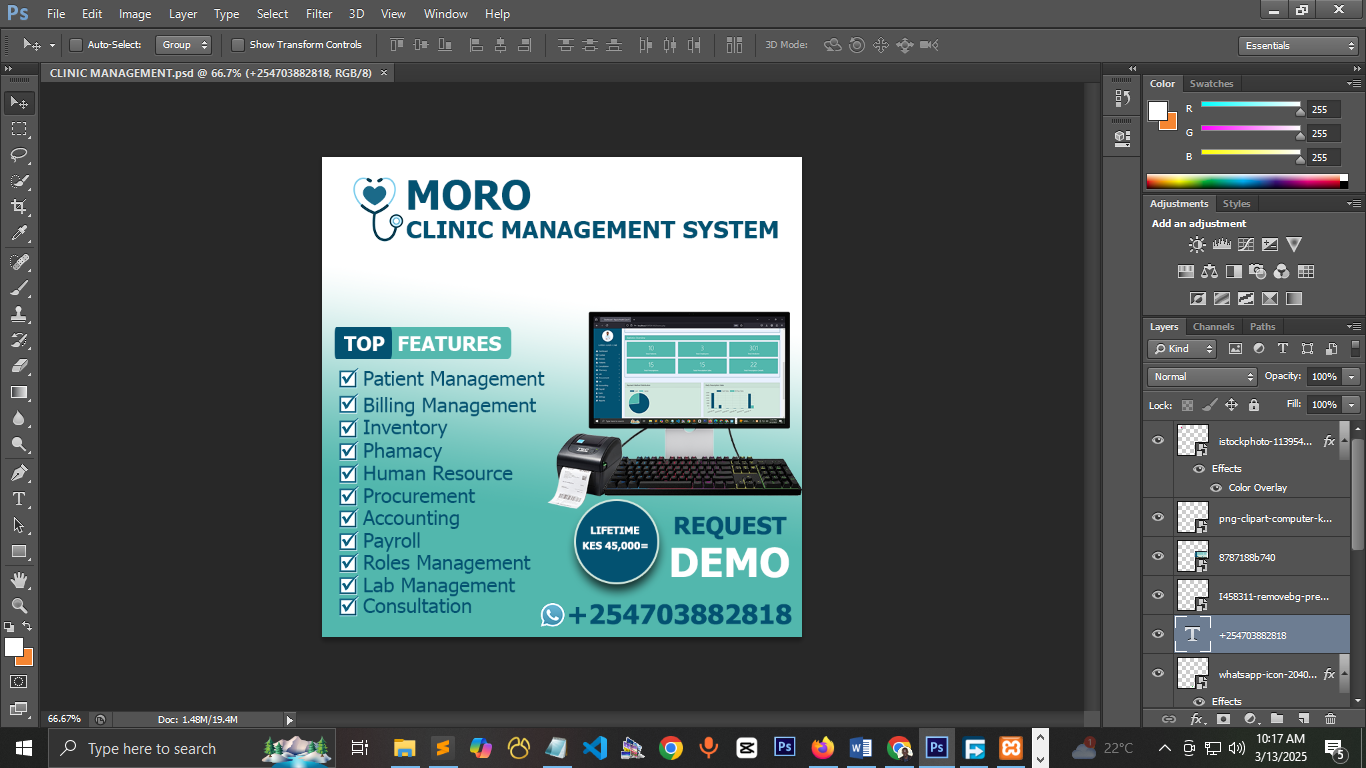 Ps File Edit Image Layer Type Select Filter 3D View Window Help
Auto-Select: Group Show Transform Controls 3D Mode: Essentials
CLINIC MANAGEMENT.psd @ 66.7% (+254703882818, RGB/8) ×
MORO
CLINIC MANAGEMENT SYSTEM
TOP FEATURES
Patient Management
Billing Management
Inventory
Phamacy
Human Resource
Procurement
Accounting
Payroll
Roles Management
Lab Management
Consultation
LIFETIME
KES 45,000=
REQUEST
DEMO
+254703882818
Color Swatches
R 255
G 255
B 255
Adjustments Styles
Add an adjustment
Layers Channels Paths
Kind
Normal Opacity: 100%
Lock: Fill: 100%
istockphoto-113954... fx
Effects
Color Overlay
png-clipart-computer-k...
8787188b740
I458311-removebg-pre...
T +254703882818
whatsapp-icon-2040... fx
Effects
66.67% Doc: 1.48M/19.4M
Type here to search
22°C
10:17 AM
3/13/2025
5